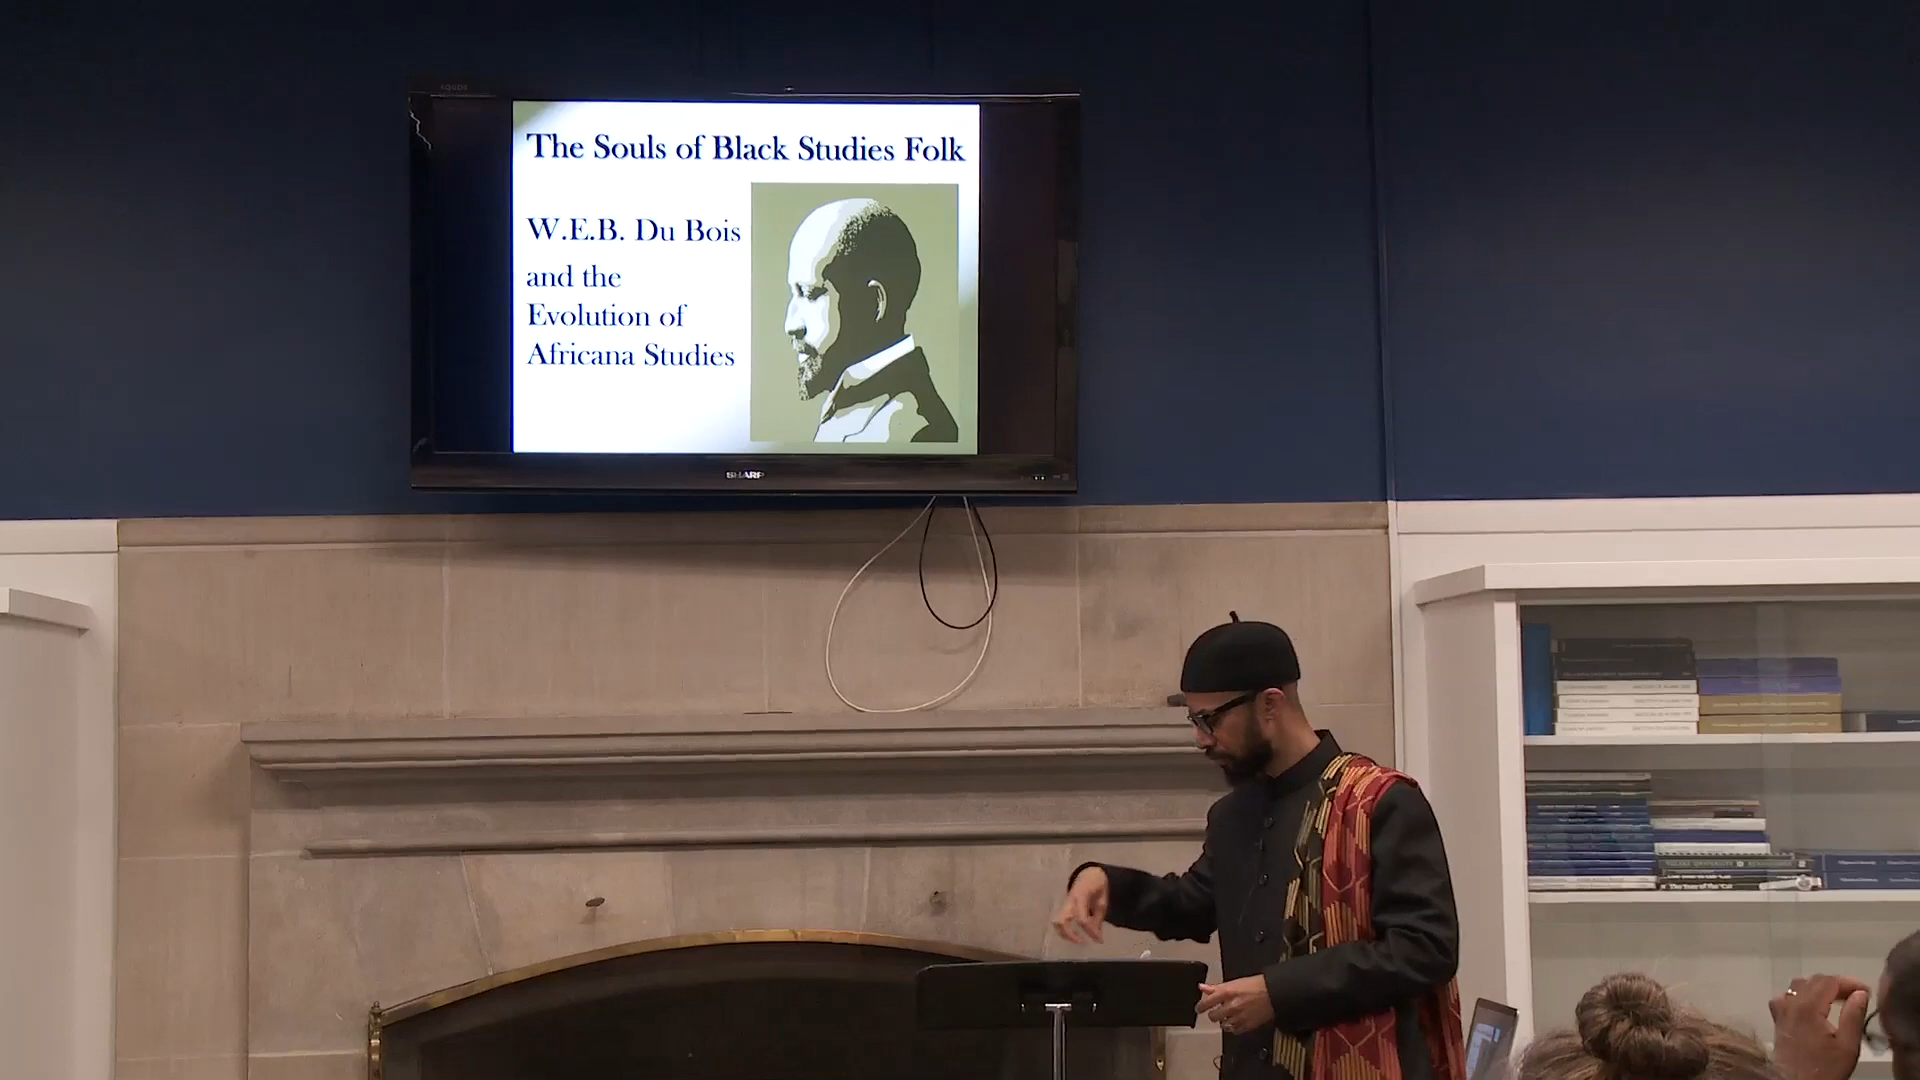 The Souls of Black Studies Folk
W.E.B. Du Bois
and the
Evolution of
Africana Studies
SHARP